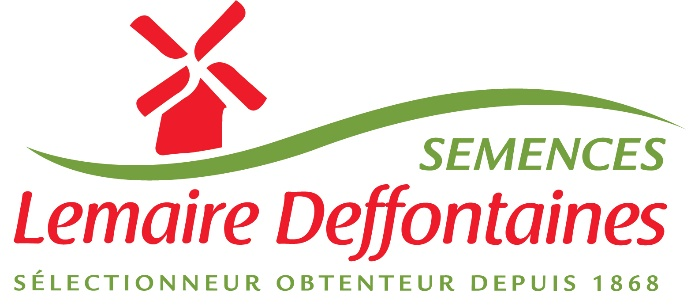 SEMENCES
Lemaire Deffontaines
SÉLECTIONNEUR OBTENTEUR DEPUIS 1868